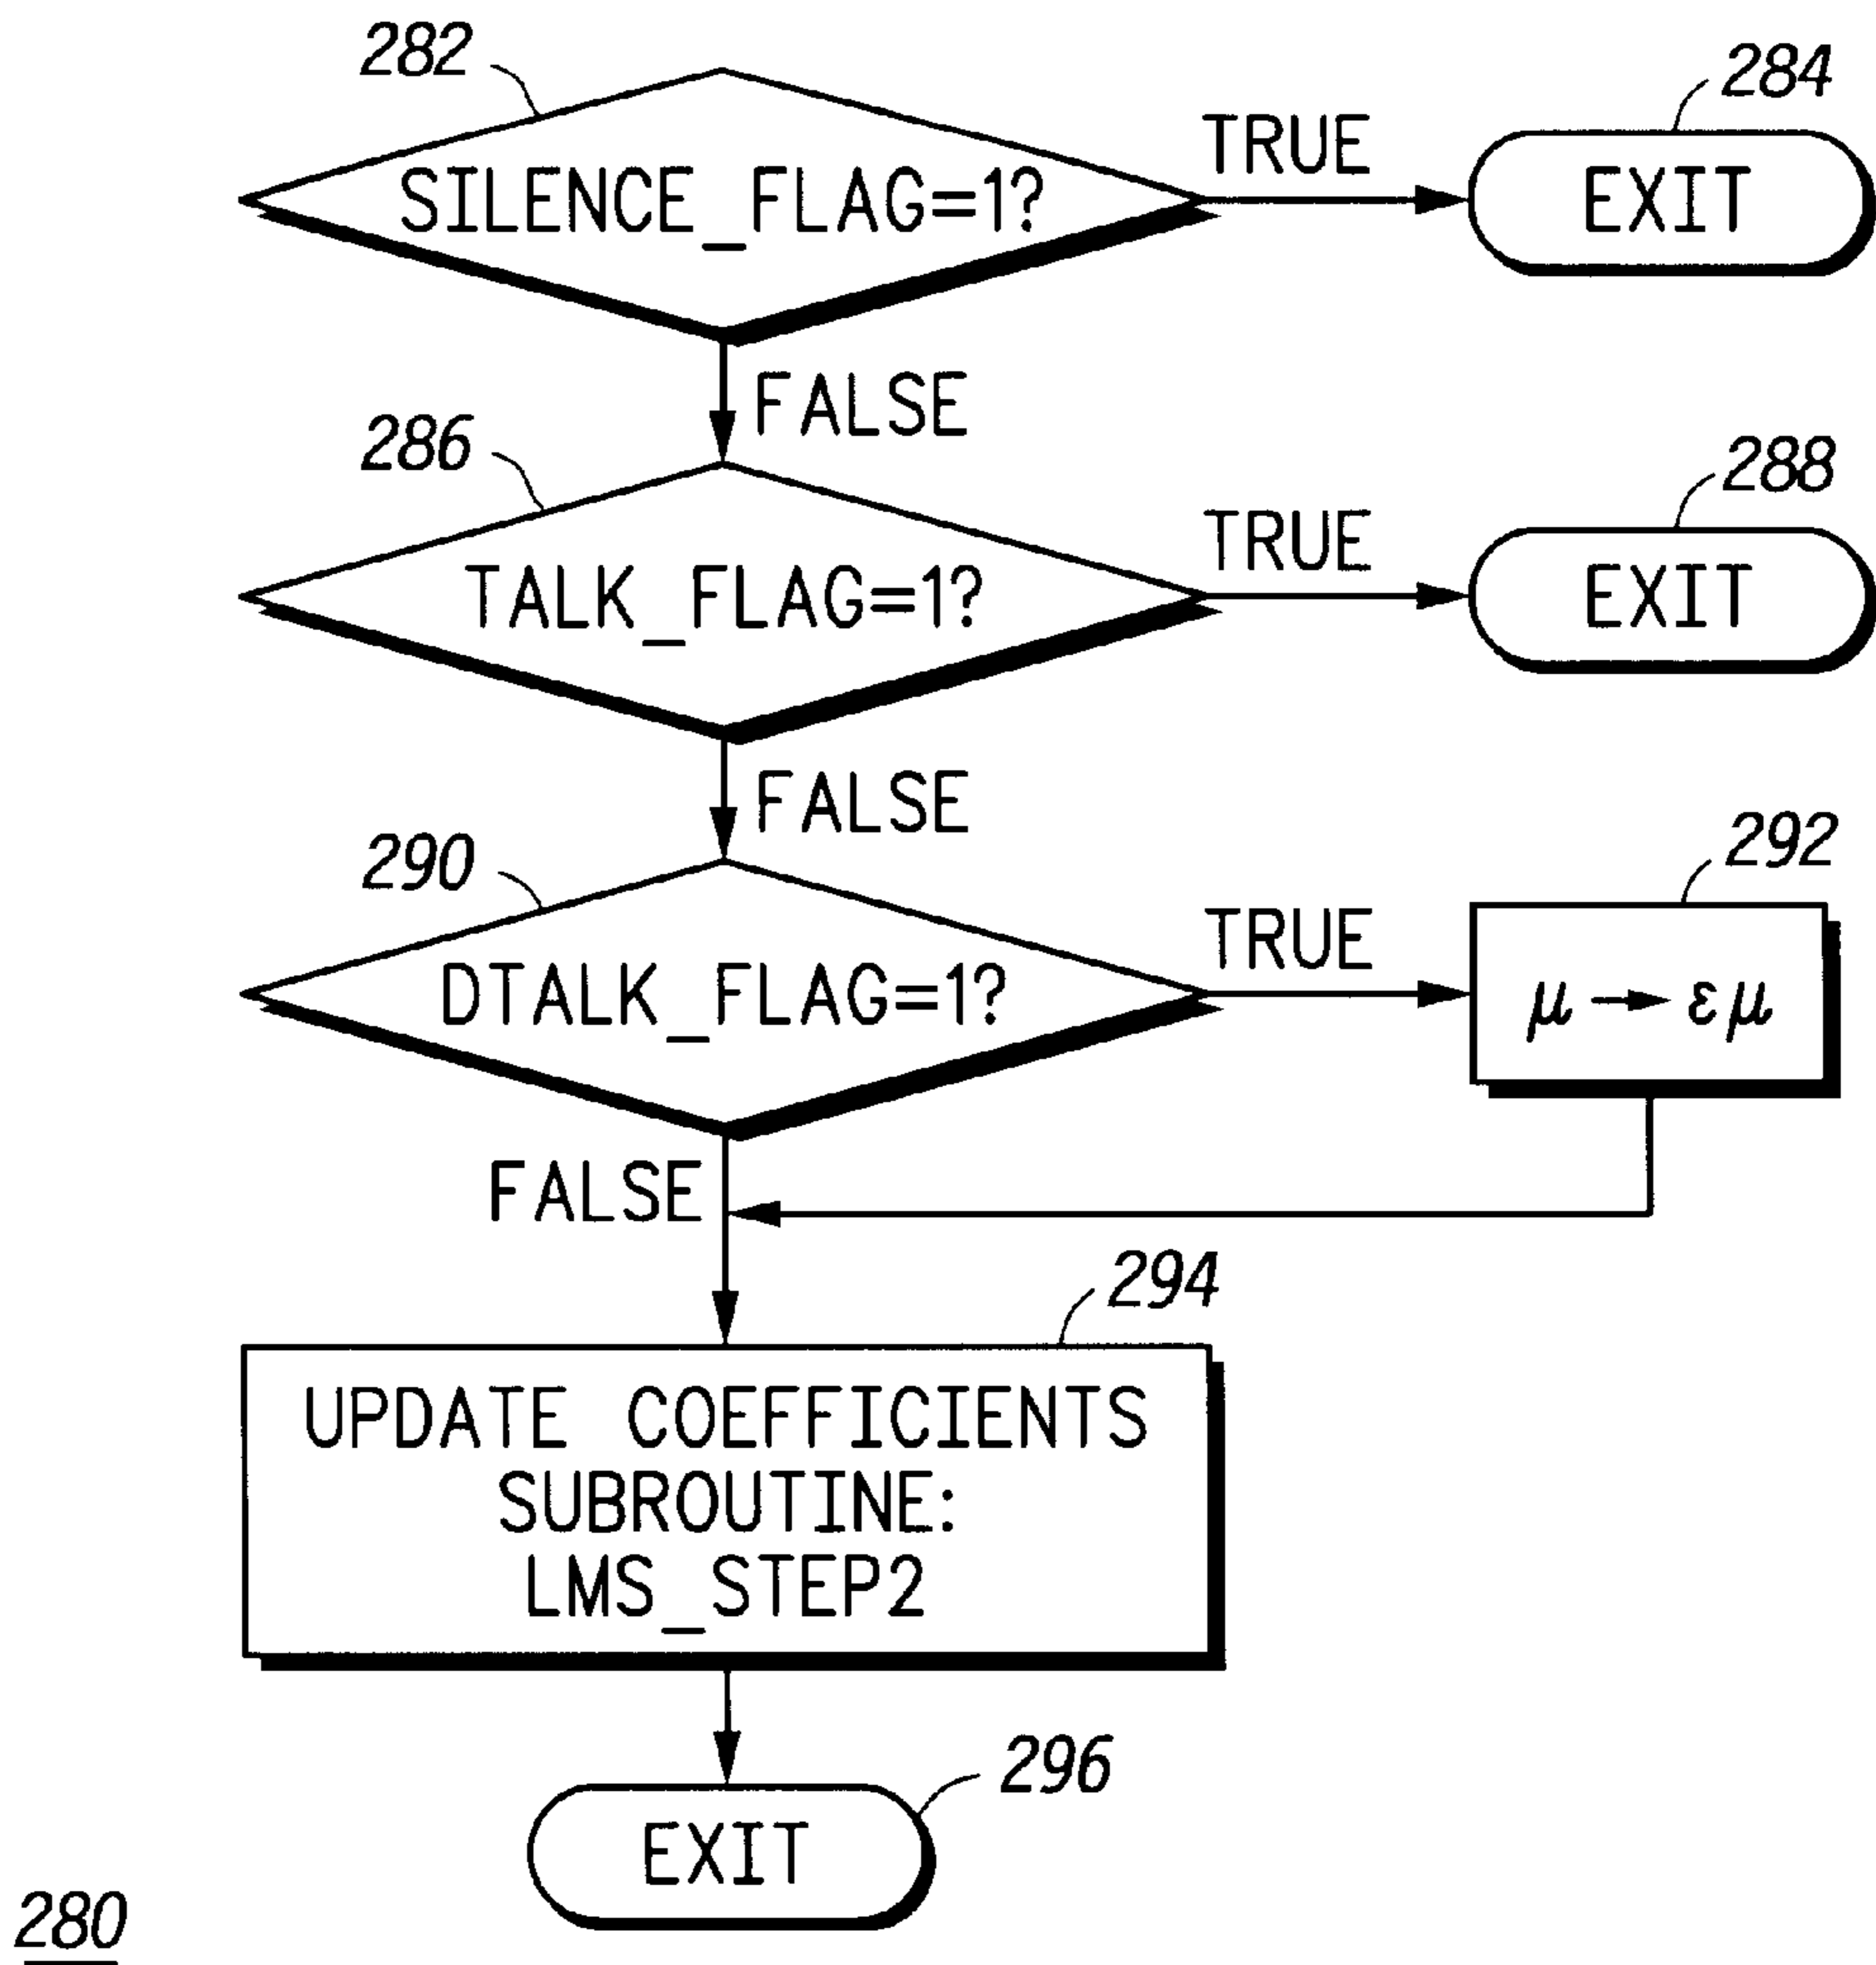 282
284
SILENCE_FLAG=1?
TRUE
EXIT
FALSE
286
288
TALK_FLAG=1?
TRUE
EXIT
FALSE
290
292
DTALK_FLAG=1?
TRUE
μ → εμ
FALSE
294
UPDATE COEFFICIENTS
SUBROUTINE:
LMS_STEP2
296
EXIT
280